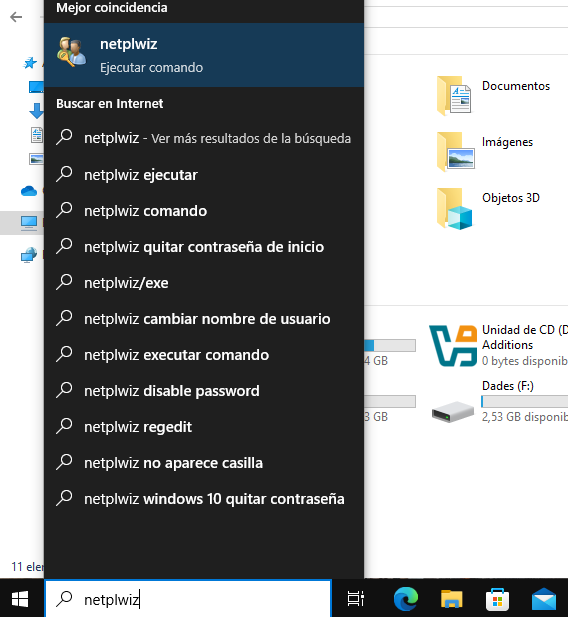 Mejor coincidencia
netplwiz
Ejecutar comando
Buscar en Internet
netplwiz - Ver más resultados de la búsqueda
netplwiz ejecutar
netplwiz comando
netplwiz quitar contraseña de inicio
netplwiz/exe
netplwiz cambiar nombre de usuario
netplwiz executar comando
netplwiz disable password
netplwiz regedit
netplwiz no aparece casilla
netplwiz windows 10 quitar contraseña
Documentos
Imágenes
Objetos 3D
Unidad de CD (D
Additions
4 GB
0 bytes disponib
Dades (F:)
3 GB
2,53 GB disponib
11 elem
netplwiz